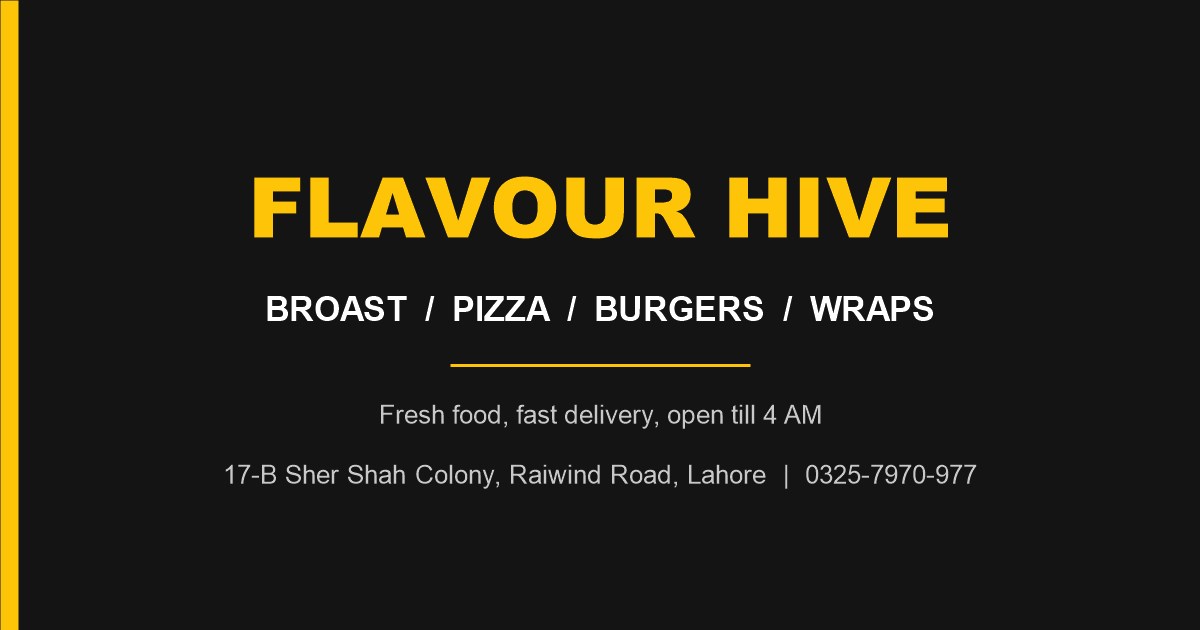 FLAVOUR HIVE
BROAST / PIZZA / BURGERS / WRAPS
Fresh food, fast delivery, open till 4 AM
17-B Sher Shah Colony, Raiwind Road, Lahore | 0325-7970-977